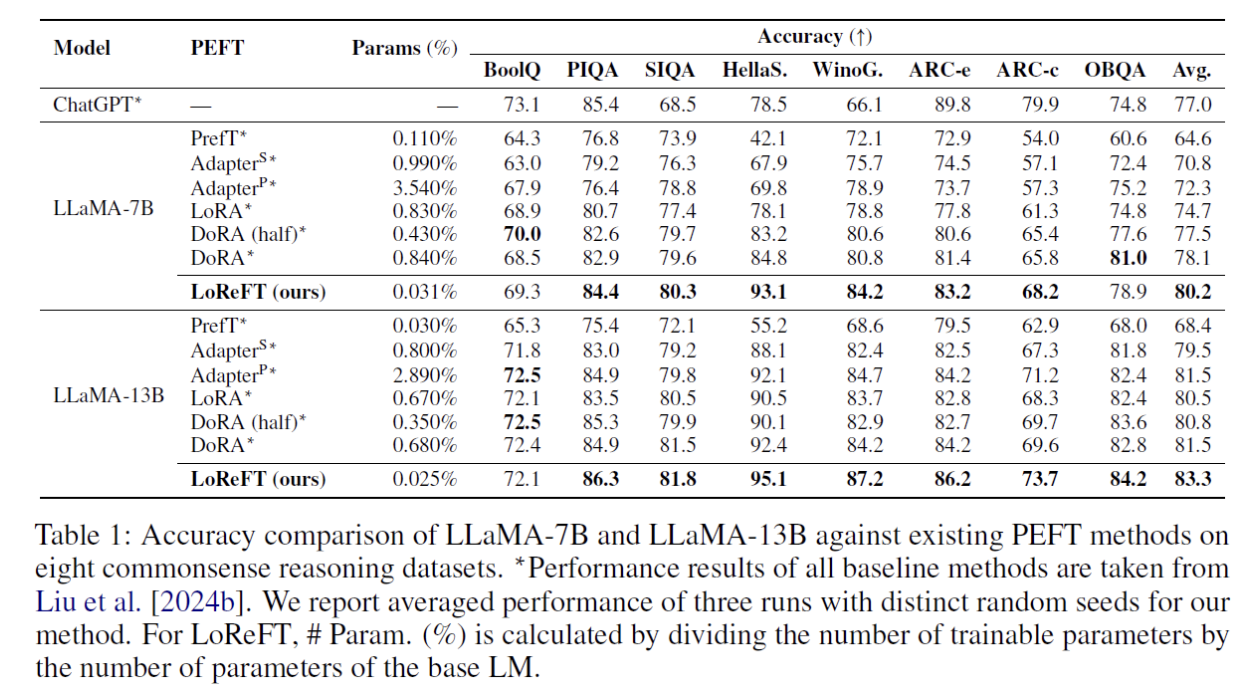 Model PEFT Params (%) Accuracy (↑)
BoolQ PIQA SIQA HellaS. WinoG. ARC-e ARC-c OBQA Avg.
ChatGPT* — — 73.1 85.4 68.5 78.5 66.1 89.8 79.9 74.8 77.0
LLaMA-7B
PrefT* 0.110% 64.3 76.8 73.9 42.1 72.1 72.9 54.0 60.6 64.6
AdapterS* 0.990% 63.0 79.2 76.3 67.9 75.7 74.5 57.1 72.4 70.8
AdapterP* 3.540% 67.9 76.4 78.8 69.8 78.9 73.7 57.3 75.2 72.3
LoRA* 0.830% 68.9 80.7 77.4 78.1 78.8 77.8 61.3 74.8 74.7
DoRA (half)* 0.430% 70.0 82.6 79.7 83.2 80.6 80.6 65.4 77.6 77.5
DoRA* 0.840% 68.5 82.9 79.6 84.8 80.8 81.4 65.8 81.0 78.1
LoReFT (ours) 0.031% 69.3 84.4 80.3 93.1 84.2 83.2 68.2 78.9 80.2
LLaMA-13B
PrefT* 0.030% 65.3 75.4 72.1 55.2 68.6 79.5 62.9 68.0 68.4
AdapterS* 0.800% 71.8 83.0 79.2 88.1 82.4 82.5 67.3 81.8 79.5
AdapterP* 2.890% 72.5 84.9 79.8 92.1 84.7 84.2 71.2 82.4 81.5
LoRA* 0.670% 72.1 83.5 80.5 90.5 83.7 82.8 68.3 82.4 80.5
DoRA (half)* 0.350% 72.5 85.3 79.9 90.1 82.9 82.7 69.7 83.6 80.8
DoRA* 0.680% 72.4 84.9 81.5 92.4 84.2 84.2 69.6 82.8 81.5
LoReFT (ours) 0.025% 72.1 86.3 81.8 95.1 87.2 86.2 73.7 84.2 83.3
Table 1: Accuracy comparison of LLaMA-7B and LLaMA-13B against existing PEFT methods on
eight commonsense reasoning datasets. *Performance results of all baseline methods are taken from
Liu et al. [2024b]. We report averaged performance of three runs with distinct random seeds for our
method. For LoReFT, # Param. (%) is calculated by dividing the number of trainable parameters by
the number of parameters of the base LM.